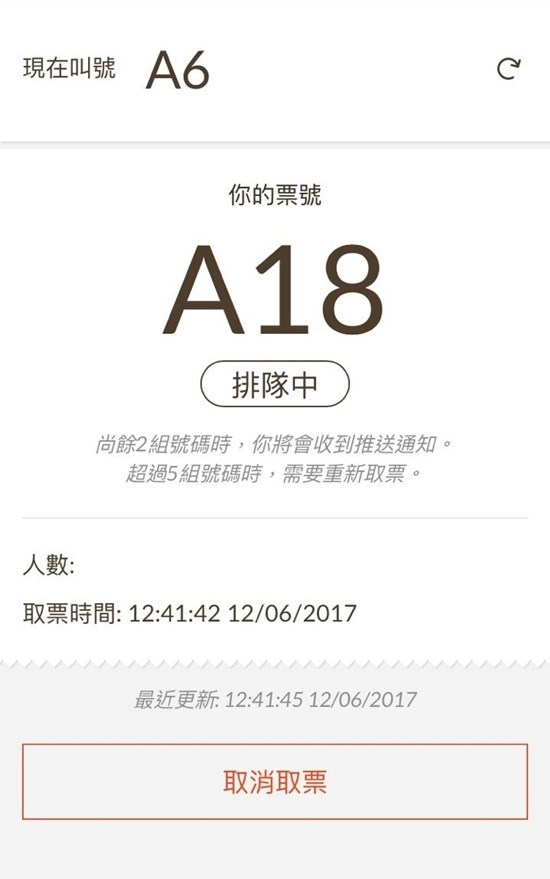 現在叫號 A6
你的票號
A18
排隊中
尚餘2組號碼時，你將會收到推送通知。
超過5組號碼時，需要重新取票。
人數:
取票時間: 12:41:42 12/06/2017
最近更新: 12:41:45 12/06/2017
取消取票